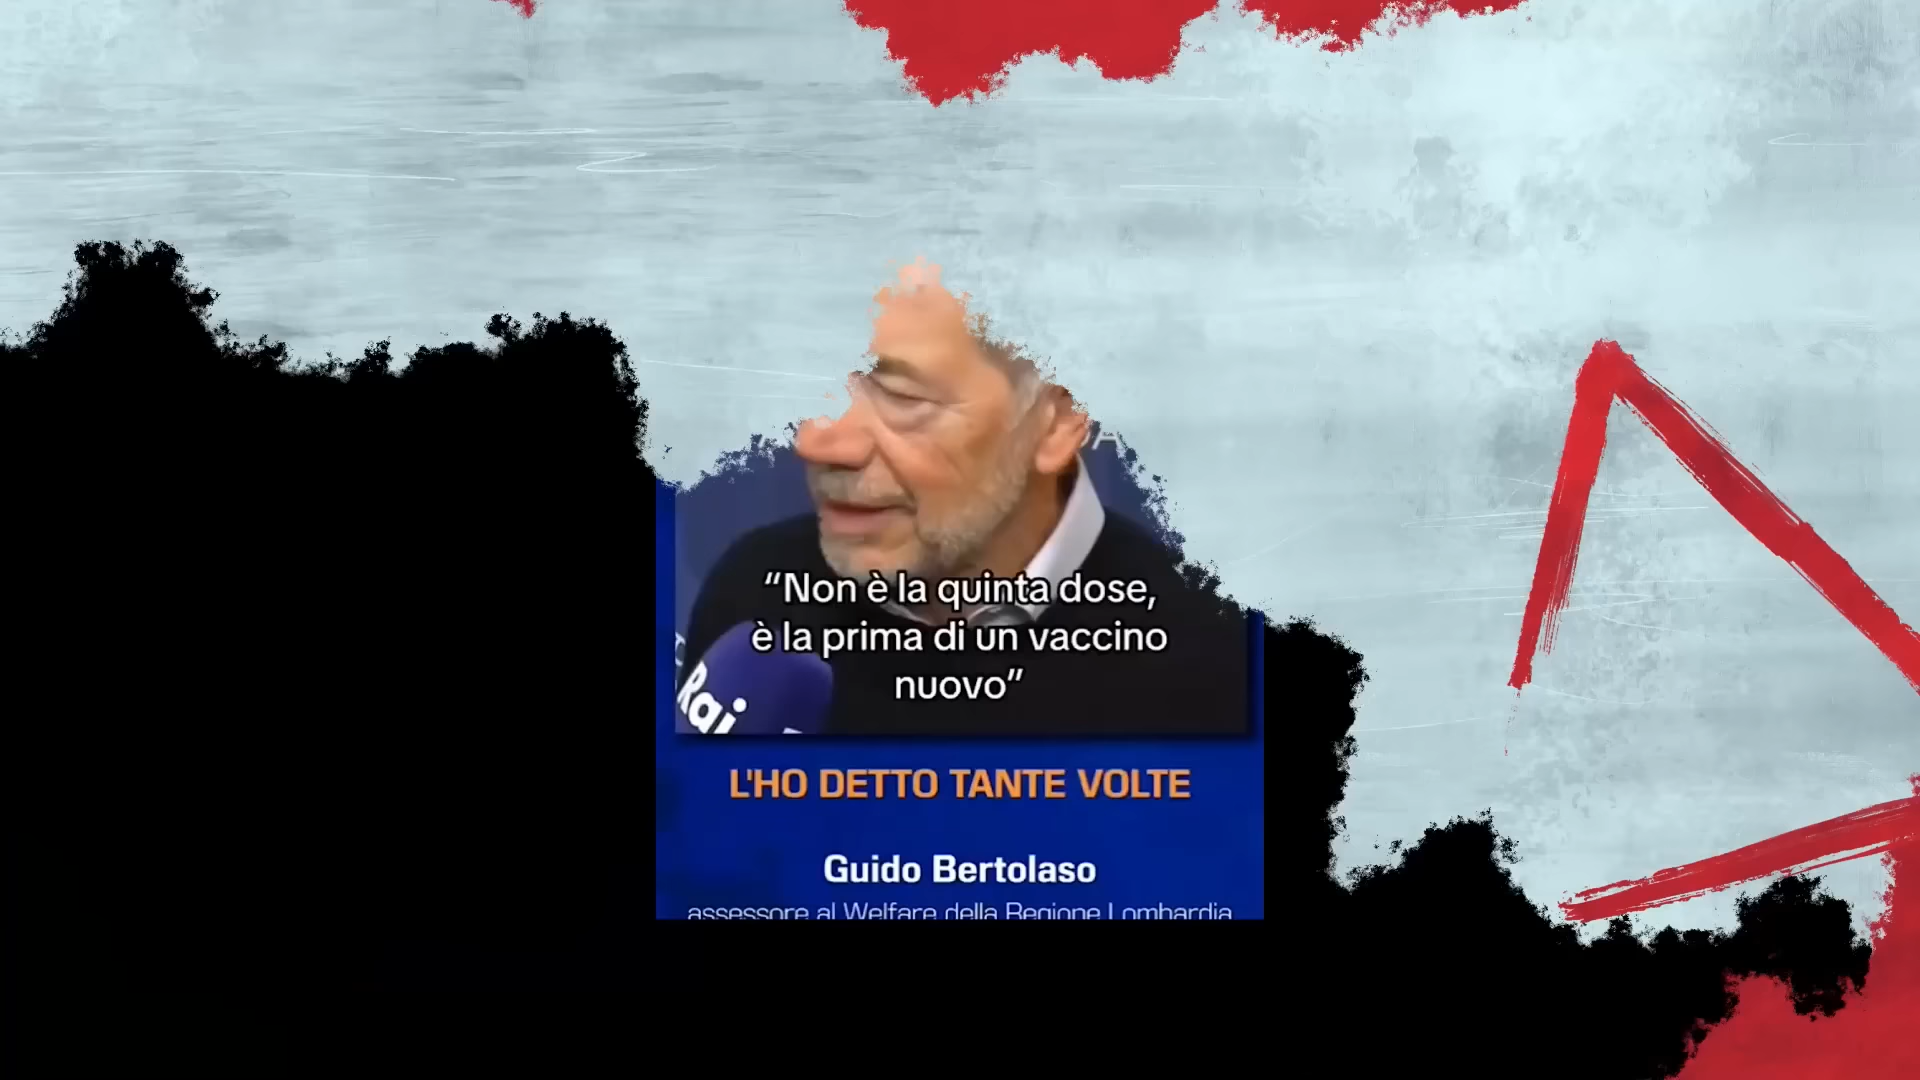 “Non è la quinta dose,
è la prima di un vaccino
nuovo”
Rai
L'HO DETTO TANTE VOLTE
Guido Bertolaso
assessore al Welfare della Regione Lombardia